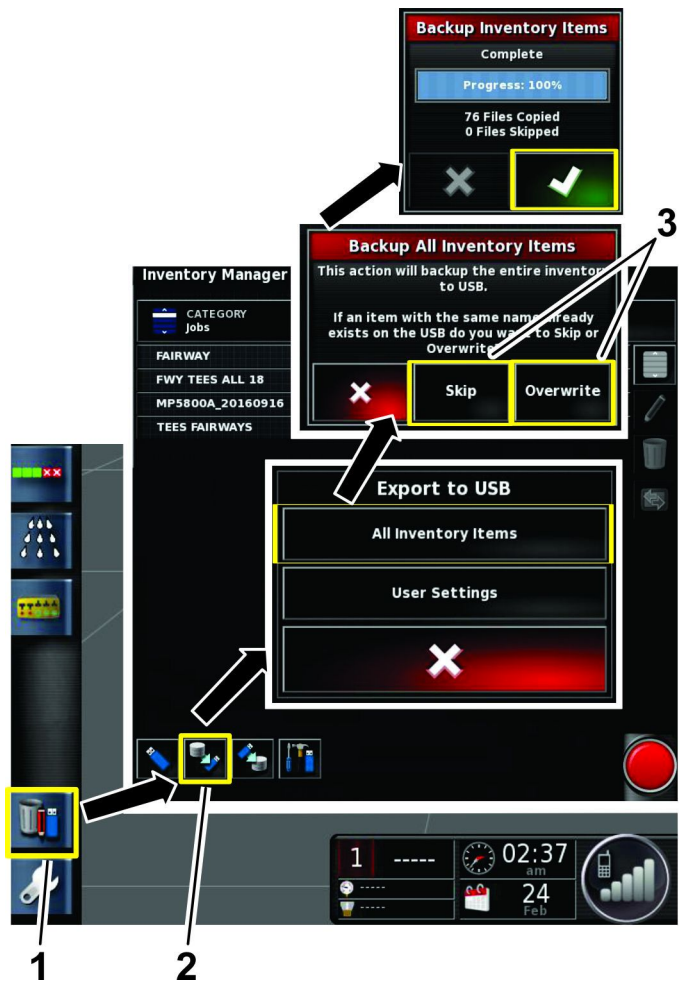 Backup Inventory Items
Complete
Progress: 100%
76 Files Copied
0 Files Skipped
3
Backup All Inventory Items
This action will backup the entire inventory
to USB.
If an item with the same name already
exists on the USB do you want to Skip or
Overwrite?
Skip
Overwrite
Inventory Manager
CATEGORY
Jobs
FAIRWAY
FWY TEES ALL 18
MP5800A_20160916
TEES FAIRWAYS
Export to USB
All Inventory Items
User Settings
1 -----
-----
-----
02:37
am
24
Feb
1
2